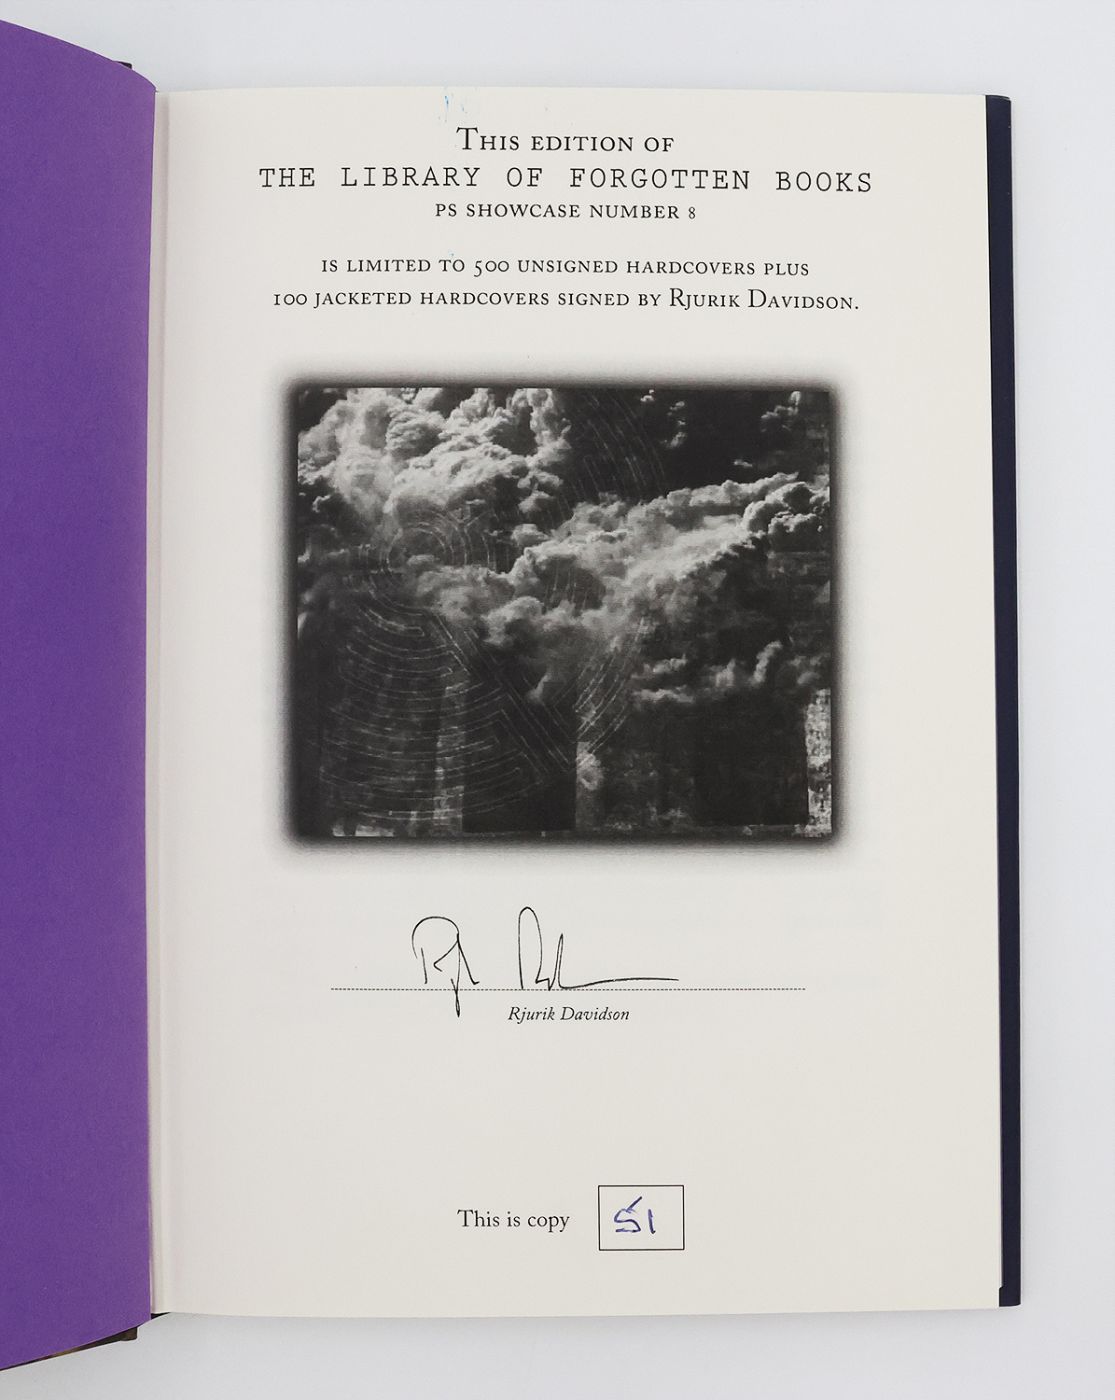 THIS EDITION OF
THE LIBRARY OF FORGOTTEN BOOKS
PS SHOWCASE NUMBER 8
IS LIMITED TO 500 UNSIGNED HARDCOVERS PLUS
100 JACKETED HARDCOVERS SIGNED BY RJURIK DAVIDSON.
Rjurik Davidson
This is copy 51